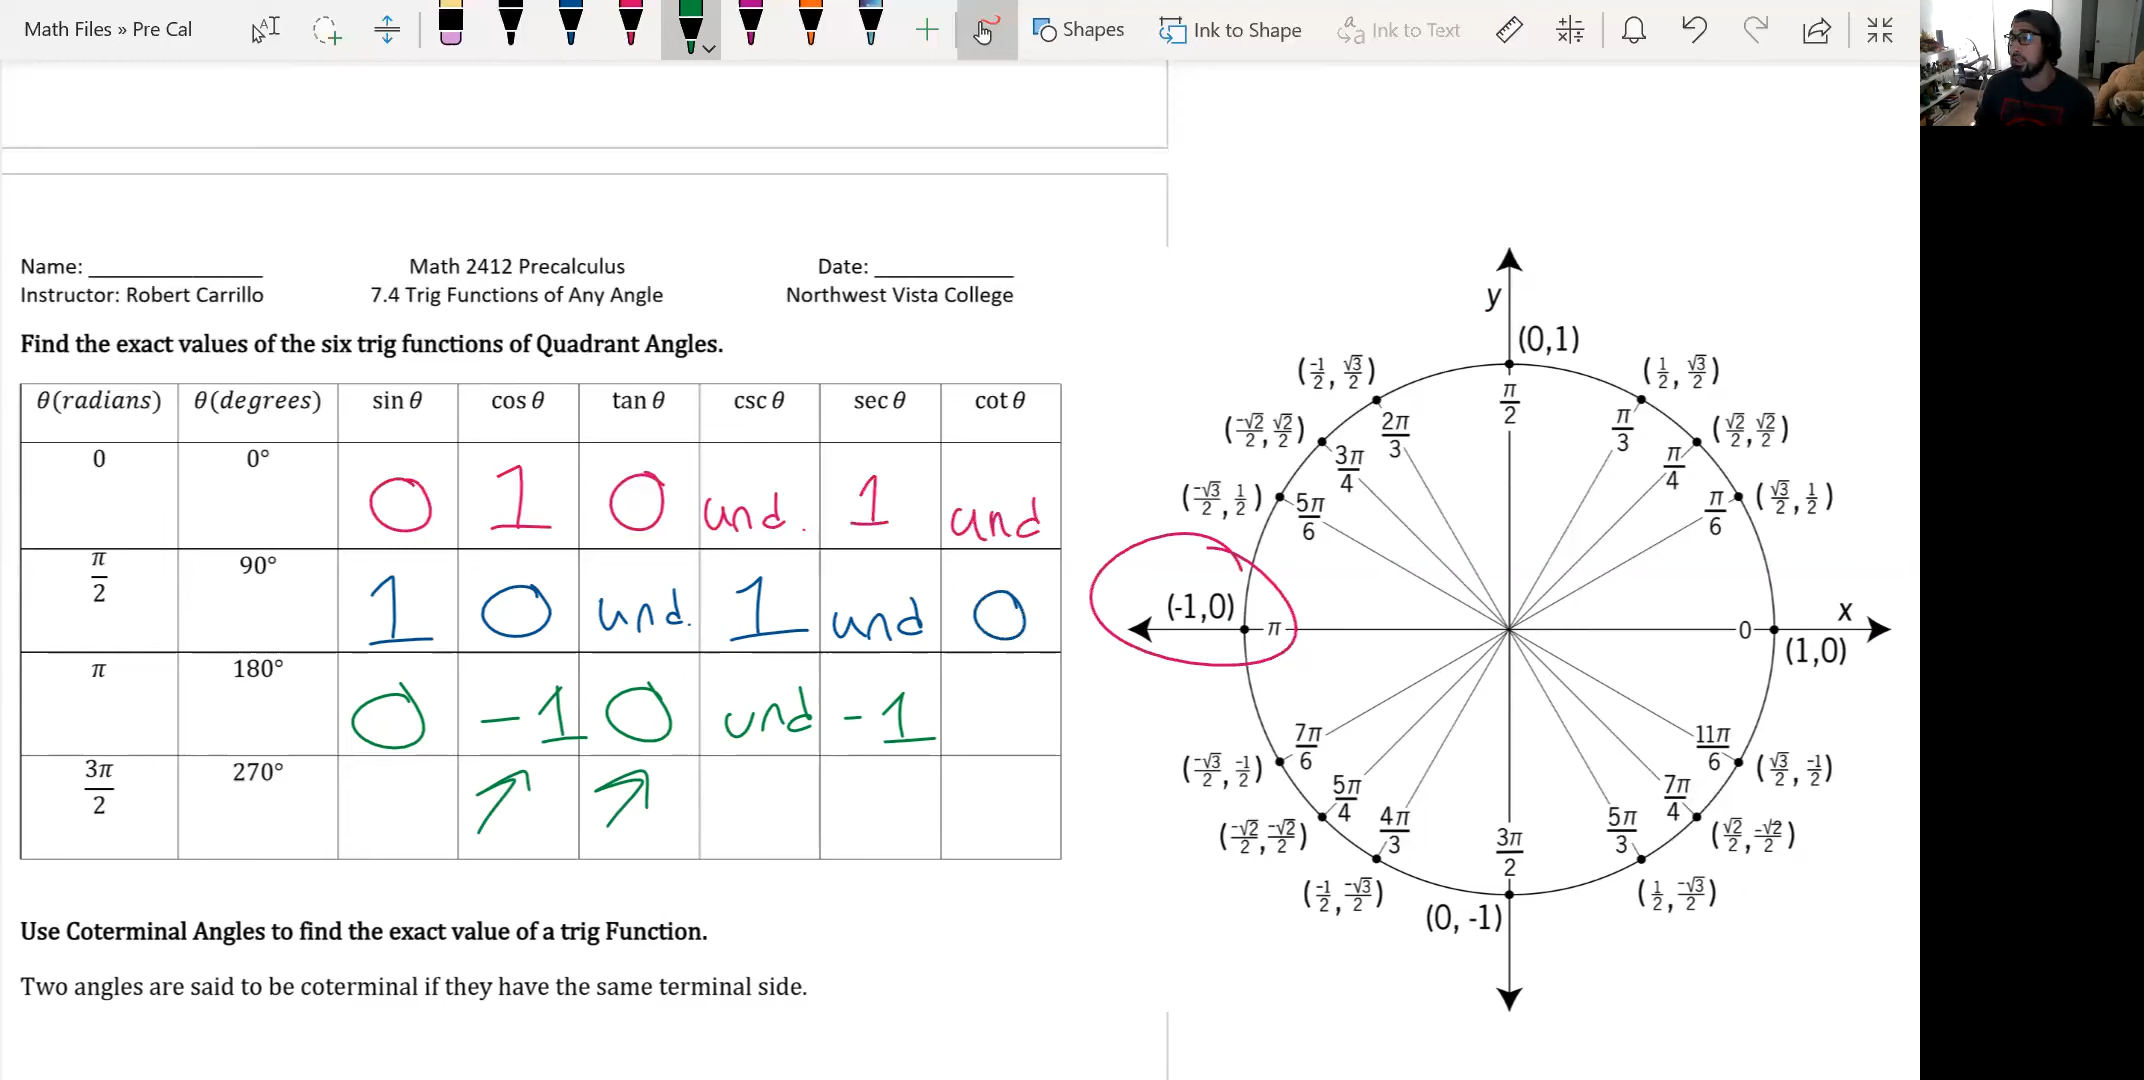 Math Files » Pre Cal
Shapes
Ink to Shape
Ink to Text
Name: _______________ Math 2412 Precalculus Date: ____________
Instructor: Robert Carrillo 7.4 Trig Functions of Any Angle Northwest Vista College
Find the exact values of the six trig functions of Quadrant Angles.
θ(radians) θ(degrees) sin θ cos θ tan θ csc θ sec θ cot θ
0 0° 0 1 0 und. 1 und
π/2 90° 1 0 und. 1 und 0
π 180° 0 -1 0 und -1
3π/2 270°
Use Coterminal Angles to find the exact value of a trig Function.
Two angles are said to be coterminal if they have the same terminal side.
y
(0,1)
π/2
(-1/2, √3/2) 2π/3
π/3 (1/2, √3/2)
(-√2/2, √2/2) 3π/4
π/4 (√2/2, √2/2)
(-√3/2, 1/2) 5π/6
π/6 (√3/2, 1/2)
(-1,0) π
0 x
(1,0)
7π/6 (-√3/2, -1/2)
11π/6 (√3/2, -1/2)
5π/4 (-√2/2, -√2/2)
7π/4 (√2/2, -√2/2)
4π/3 (-1/2, -√3/2)
5π/3 (1/2, -√3/2)
3π/2
(0, -1)